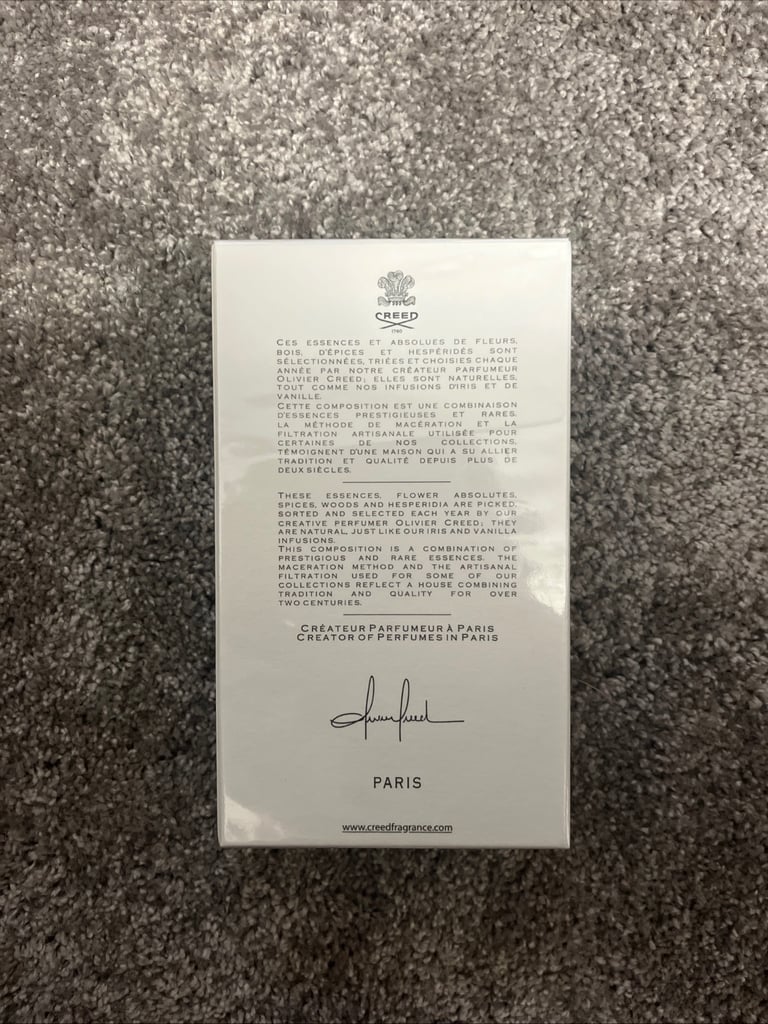 CREED
1760
CES ESSENCES ET ABSOLUES DE FLEURS,
BOIS, D'ÉPICES ET HESPÉRIDÉS SONT
SÉLECTIONNÉES, TRIÉES ET CHOISIES CHAQUE
ANNÉE PAR NOTRE CRÉATEUR PARFUMEUR
OLIVIER CREED; ELLES SONT NATURELLES,
TOUT COMME NOS INFUSIONS D'IRIS ET DE
VANILLE.
CETTE COMPOSITION EST UNE COMBINAISON
D'ESSENCES PRESTIGIEUSES ET RARES.
LA MÉTHODE DE MACÉRATION ET LA
FILTRATION ARTISANALE UTILISÉE POUR
CERTAINES DE NOS COLLECTIONS,
TÉMOIGNENT D'UNE MAISON QUI A SU ALLIER
TRADITION ET QUALITÉ DEPUIS PLUS DE
DEUX SIÈCLES.
THESE ESSENCES, FLOWER ABSOLUTES,
SPICES, WOODS AND HESPERIDIA ARE PICKED,
SORTED AND SELECTED EACH YEAR BY OUR
CREATIVE PERFUMER OLIVIER CREED; THEY
ARE NATURAL, JUST LIKE OUR IRIS AND VANILLA
INFUSIONS.
THIS COMPOSITION IS A COMBINATION OF
PRESTIGIOUS AND RARE ESSENCES. THE
MACERATION METHOD AND THE ARTISANAL
FILTRATION USED FOR SOME OF OUR
COLLECTIONS REFLECT A HOUSE COMBINING
TRADITION AND QUALITY FOR OVER
TWO CENTURIES.
CRÉATEUR PARFUMEUR À PARIS
CREATOR OF PERFUMES IN PARIS
PARIS
www.creedfragrance.com